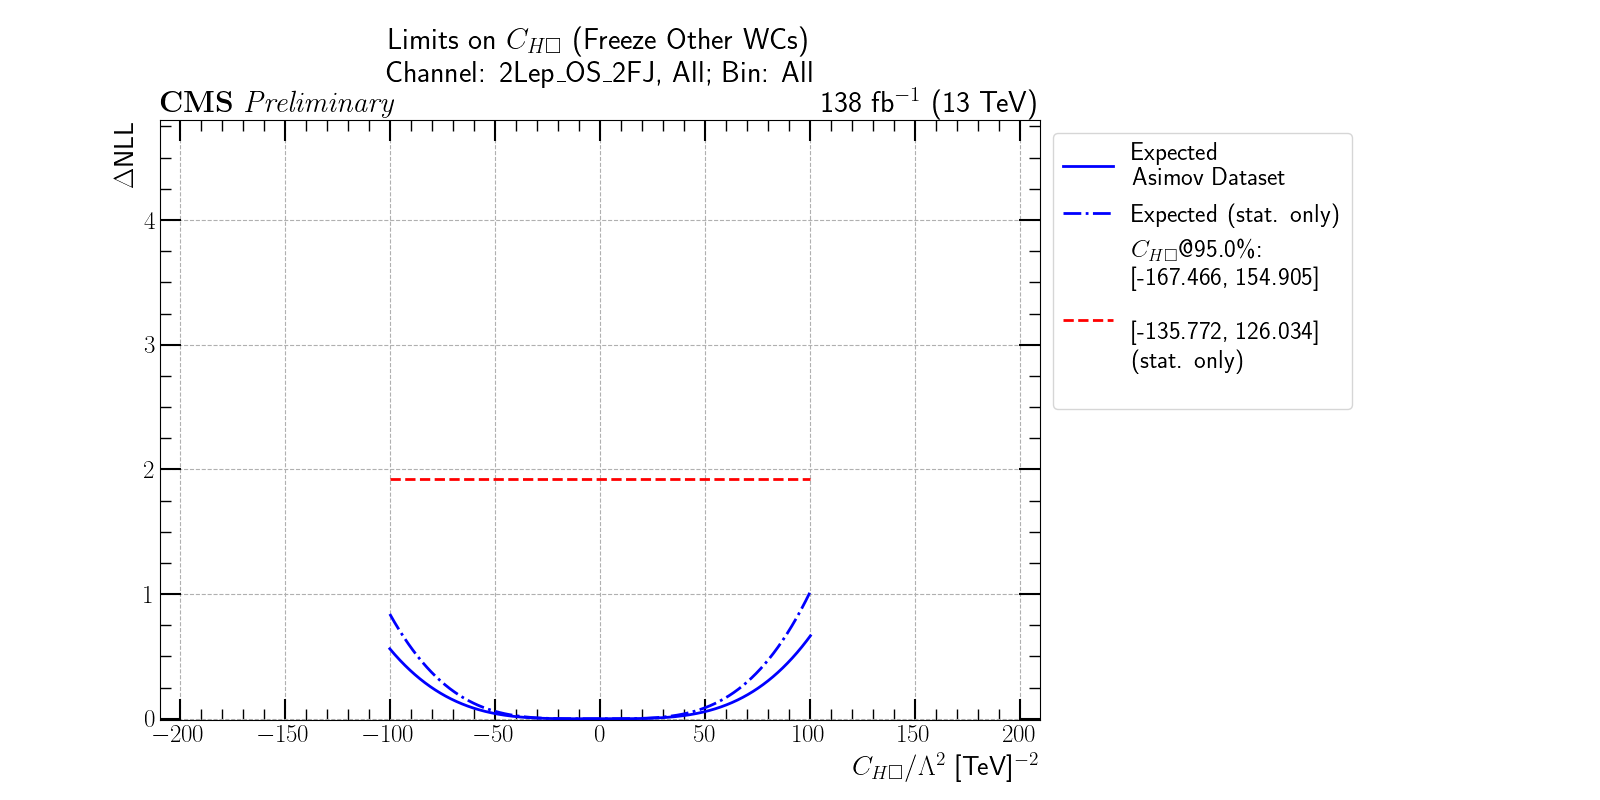 Limits on C_{H□} (Freeze Other WCs)
Channel: 2Lep_OS_2FJ, All; Bin: All
CMS Preliminary 138 fb⁻¹ (13 TeV)
ΔNLL
4
3
2
1
0
−200 −150 −100 −50 0 50 100 150 200
C_{H□}/Λ² [TeV]⁻²
Expected
Asimov Dataset
Expected (stat. only)
C_{H□}@95.0%:
[-167.466, 154.905]
[-135.772, 126.034]
(stat. only)